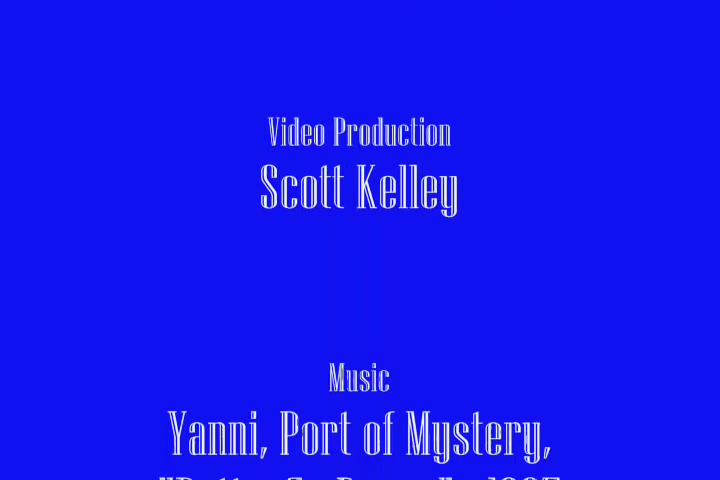 Video Production
Scott Kelley
Music
Yanni, Port of Mystery,